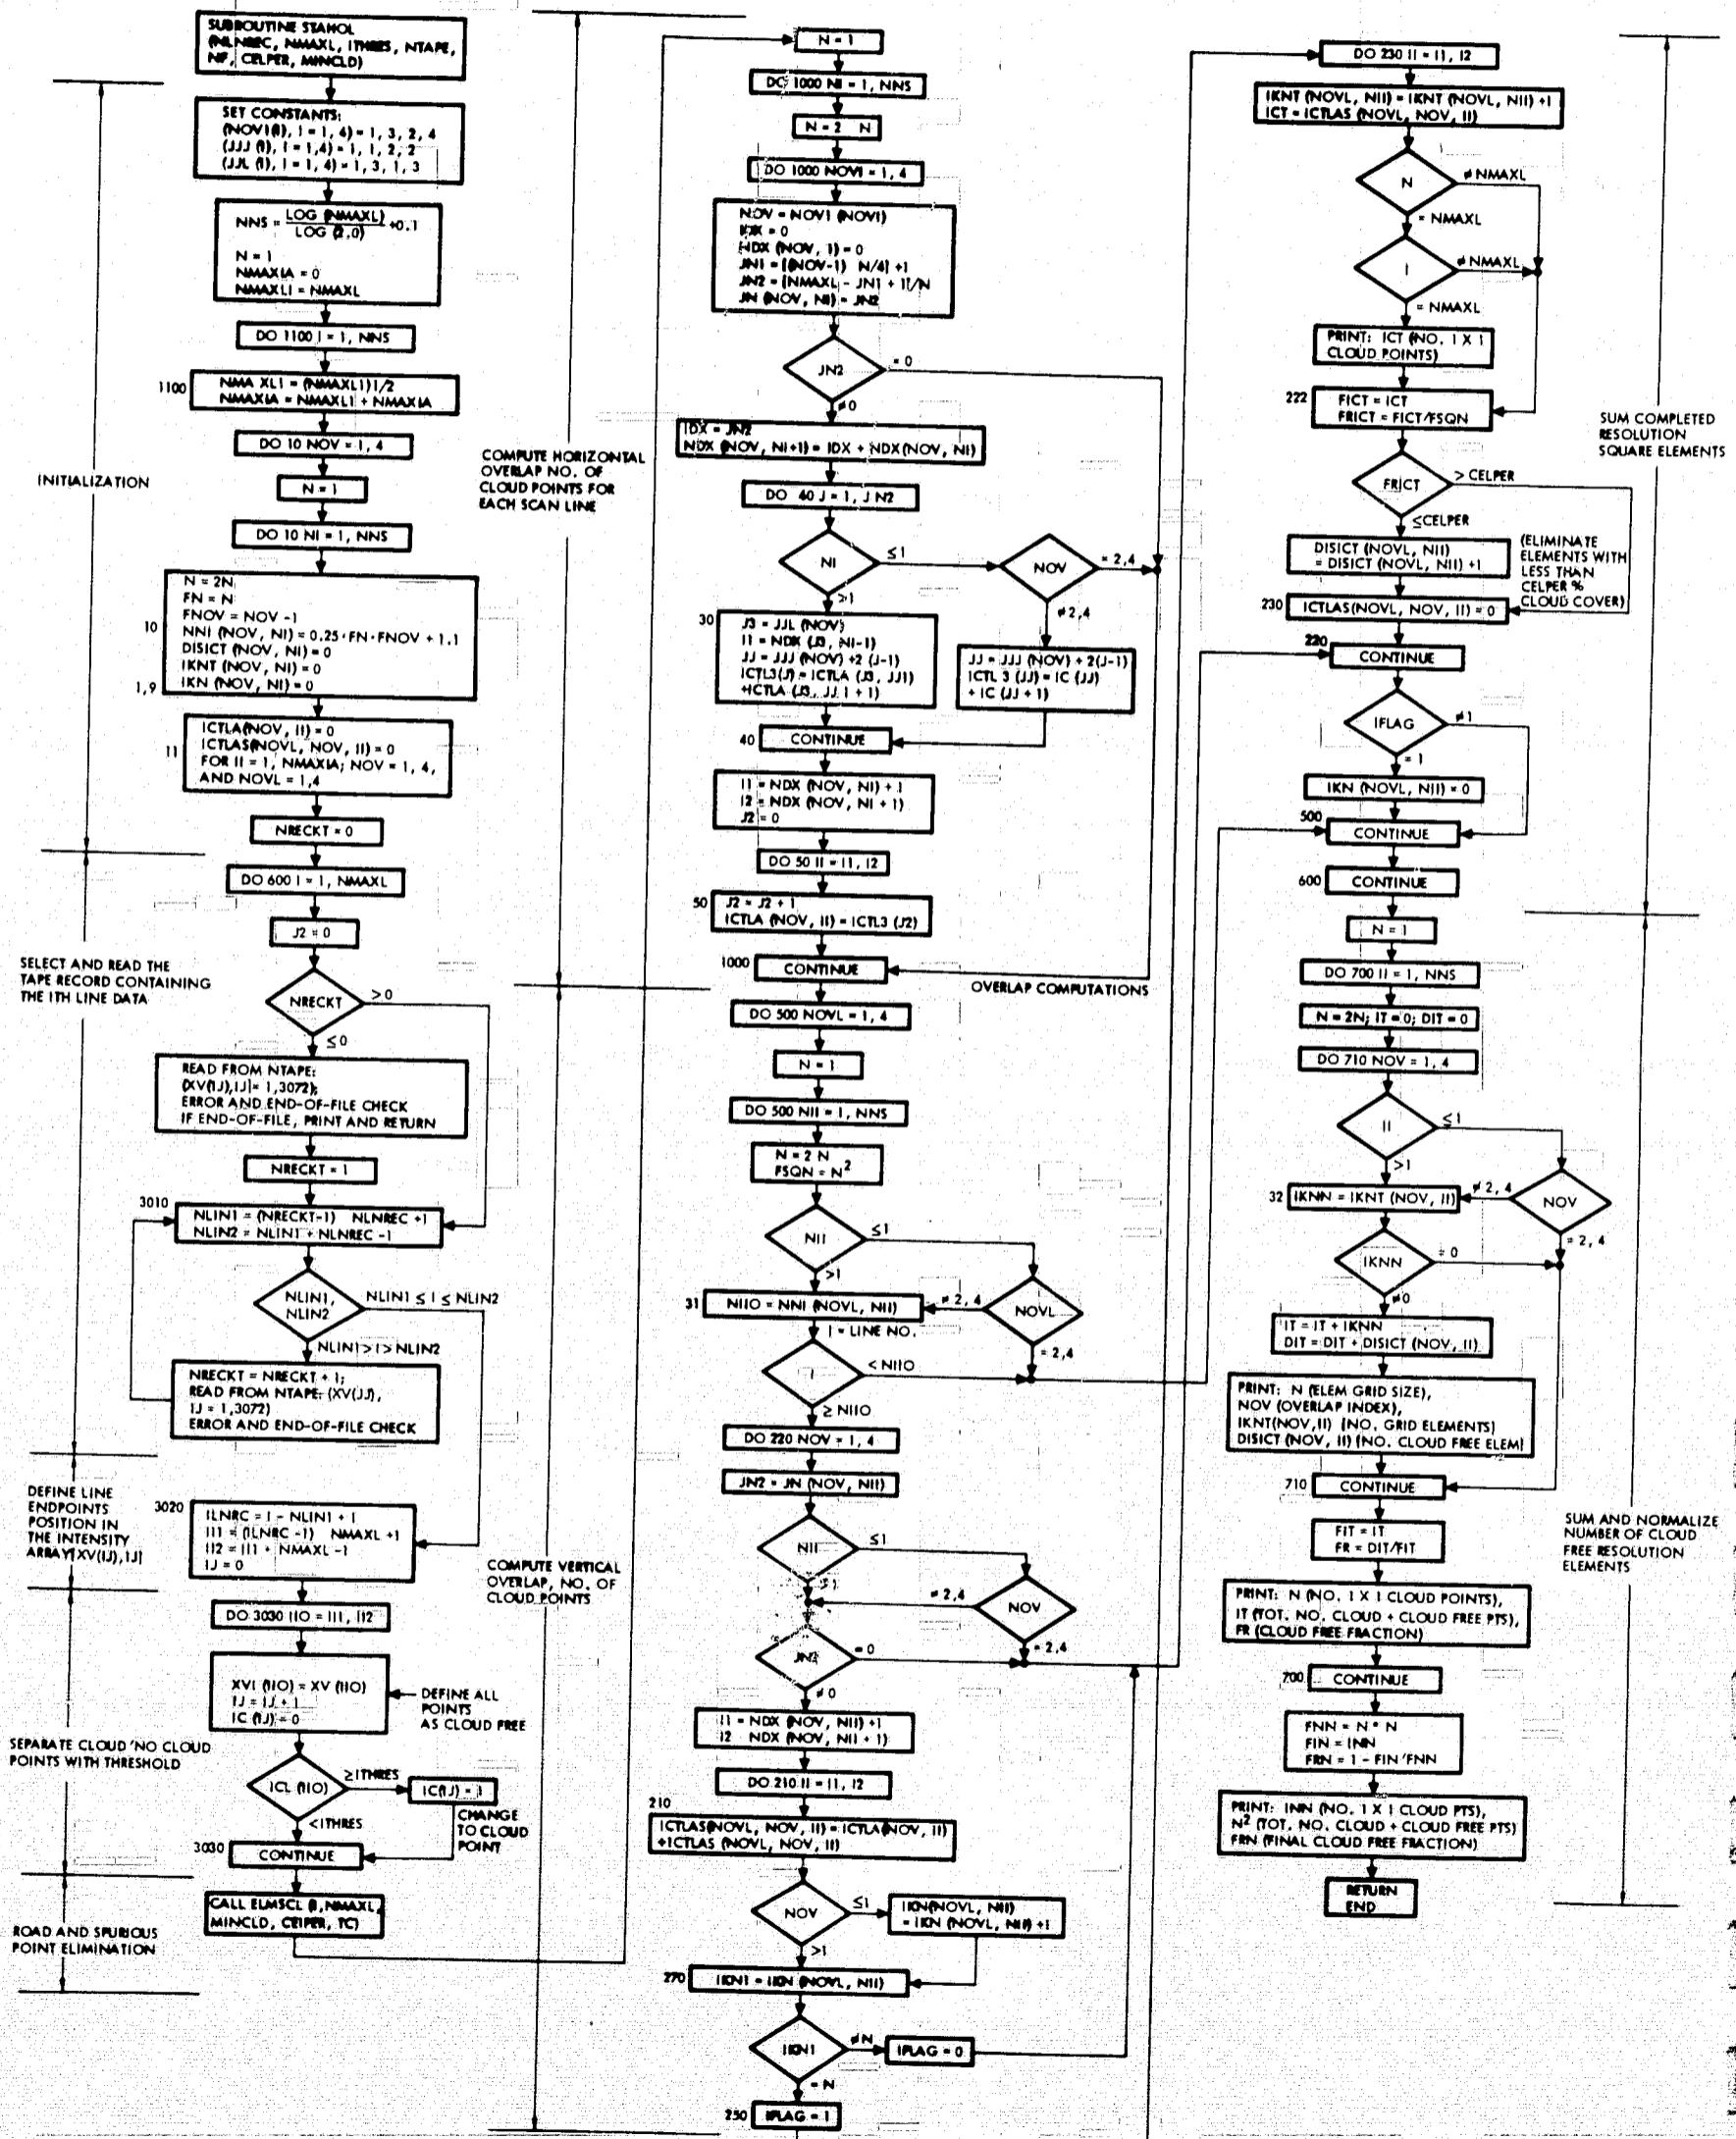 SUBROUTINE STAMOL
(NLNREC, NMAXL, ITHRES, NTAPE,
NF, CELPER, MINCLD)
INITIALIZATION
SET CONSTANTS:
(NOV1(I), I = 1, 4) = 1, 3, 2, 4
(JJJ (I), I = 1,4) = 1, 1, 2, 2
(JJL (I), I = 1, 4) = 1, 3, 1, 3
NNS = LOG (NMAXL) / LOG (2.0) +0.1
N = 1
NMAXIA = 0
NMAXL1 = NMAXL
DO 1100 I = 1, NNS
1100
NMA XL1 = (NMAXL1)1/2
NMAXIA = NMAXL1 + NMAXIA
DO 10 NOV = 1, 4
N = 1
DO 10 NI = 1, NNS
10
N = 2N
FN = N
FNOV = NOV -1
NNI (NOV, NI) = 0.25·FN·FNOV + 1.1
DISICT (NOV, NI) = 0
IKNT (NOV, NI) = 0
1,9
IKN (NOV, NI) = 0
11
ICTLA(NOV, II) = 0
ICTLAS(NOVL, NOV, II) = 0
FOR II = 1, NMAXIA; NOV = 1, 4,
AND NOVL = 1,4
NRECKT = 0
SELECT AND READ THE
TAPE RECORD CONTAINING
THE ITH LINE DATA
DO 600 I = 1, NMAXL
J2 = 0
NRECKT
>0
≤0
READ FROM NTAPE:
(XV(IJ),IJ= 1,3072);
ERROR AND END-OF-FILE CHECK
IF END-OF-FILE, PRINT AND RETURN
NRECKT = 1
3010
NLIN1 = (NRECKT-1) NLNREC +1
NLIN2 = NLIN1 + NLNREC -1
NLIN1,
NLIN2
NLIN1 ≤ I ≤ NLIN2
NLIN1> I > NLIN2
NRECKT = NRECKT + 1;
READ FROM NTAPE: (XV(IJ),
IJ = 1,3072)
ERROR AND END-OF-FILE CHECK
DEFINE LINE
ENDPOINTS
POSITION IN
THE INTENSITY
ARRAY[XV(IJ),IJ]
3020
ILNRC = I - NLIN1 + 1
II1 = (ILNRC -1) NMAXL +1
II2 = II1 + NMAXL -1
IJ = 0
DO 3030 IIO = II1, II2
SEPARATE CLOUD/NO CLOUD
POINTS WITH THRESHOLD
XVI (IIO) = XV (IIO)
IJ = IJ + 1
IC (IJ) = 0
DEFINE ALL
POINTS
AS CLOUD FREE
ICL (IIO)
≥ITHRES
IC(IJ) = 1
<ITHRES
CHANGE
TO CLOUD
POINT
3030
CONTINUE
ROAD AND SPURIOUS
POINT ELIMINATION
CALL ELMSCL (I,NMAXL,
MINCLD, CEIPER, TC)
COMPUTE HORIZONTAL
OVERLAP NO. OF
CLOUD POINTS FOR
EACH SCAN LINE
N = 1
DO 1000 NI = 1, NNS
N = 2 N
DO 1000 NOVI = 1, 4
NOV = NOV1 (NOVI)
IDX = 0
NDX (NOV, 1) = 0
JN1 = [(NOV-1) N/4] +1
JN2 = [NMAXL - JN1 + 1]/N
JN (NOV, NI) = JN2
JN2
= 0
≠0
IDX = JN2
NDX (NOV, NI+1) = IDX + NDX(NOV, NI)
DO 40 J = 1, J N2
NI
≤1
>1
NOV
= 2,4
≠2,4
30
J3 = JJL (NOV)
I1 = NDX (J3, NI-1)
JJ = JJJ (NOV) +2 (J-1)
ICTL3(J) = ICTLA (J3, JJ1)
+ICTLA (J3, JJ 1 + 1)
JJ = JJJ (NOV) + 2(J-1)
ICTL 3 (JJ) = IC (JJ)
+ IC (JJ + 1)
40
CONTINUE
I1 = NDX (NOV, NI) + 1
I2 = NDX (NOV, NI + 1)
J2 = 0
DO 50 II = I1, I2
50
J2 = J2 + 1
ICTLA (NOV, II) = ICTL3 (J2)
1000
CONTINUE
OVERLAP COMPUTATIONS
COMPUTE VERTICAL
OVERLAP, NO. OF
CLOUD POINTS
DO 500 NOVL = 1, 4
N = 1
DO 500 NII = 1, NNS
N = 2 N
FSQN = N²
NII
≤1
>1
NOVL
≠2,4
= 2,4
31
NIIO = NNI (NOVL, NII)
I = LINE NO.
I
< NIIO
≥ NIIO
DO 220 NOV = 1, 4
JN2 = JN (NOV, NII)
NII
≤1
>1
NOV
≠2,4
= 2,4
JN2
= 0
≠0
I1 = NDX (NOV, NII) +1
I2 NDX (NOV, NII + 1)
DO 210 II = I1, I2
210
ICTLAS(NOVL, NOV, II) = ICTLA(NOV, II)
+ICTLAS (NOVL, NOV, II)
NOV
≤1
IKN(NOVL, NII)
= IKN (NOVL, NII) +1
>1
270
IKN1 = IKN (NOVL, NII)
IKN1
≠N
IFLAG = 0
= N
250
IFLAG = 1
DO 230 II = I1, I2
IKNT (NOVL, NII) = IKNT (NOVL, NII) +1
ICT = ICTLAS (NOVL, NOV, II)
N
≠NMAXL
= NMAXL
I
≠NMAXL
= NMAXL
PRINT: ICT (NO. 1 X 1
CLOUD POINTS)
222
FICT = ICT
FRICT = FICT/FSQN
SUM COMPLETED
RESOLUTION
SQUARE ELEMENTS
FRICT
> CELPER
≤CELPER
DISICT (NOVL, NII)
= DISICT (NOVL, NII) +1
(ELIMINATE
ELEMENTS WITH
LESS THAN
CELPER %
CLOUD COVER)
230
ICTLAS(NOVL, NOV, II) = 0
220
CONTINUE
IFLAG
≠1
= 1
IKN (NOVL, NII) = 0
500
CONTINUE
600
CONTINUE
N = 1
DO 700 II = 1, NNS
N = 2N; IT = 0; DIT = 0
DO 710 NOV = 1, 4
II
≤1
>1
NOV
≠2,4
= 2,4
32
IKNN = IKNT (NOV, II)
IKNN
= 0
≠0
IT = IT + IKNN
DIT = DIT + DISICT (NOV, II)
PRINT: N (ELEM GRID SIZE),
NOV (OVERLAP INDEX),
IKNT(NOV,II) (NO. GRID ELEMENTS)
DISICT (NOV, II) (NO. CLOUD FREE ELEM)
710
CONTINUE
FIT = IT
FR = DIT/FIT
SUM AND NORMALIZE
NUMBER OF CLOUD
FREE RESOLUTION
ELEMENTS
PRINT: N (NO. 1 X 1 CLOUD POINTS),
IT (TOT. NO. CLOUD + CLOUD FREE PTS),
FR (CLOUD FREE FRACTION)
700
CONTINUE
FNN = N * N
FIN = INN
FRN = 1 - FIN/FNN
PRINT: INN (NO. 1 X 1 CLOUD PTS),
N² (TOT. NO. CLOUD + CLOUD FREE PTS)
FRN (FINAL CLOUD FREE FRACTION)
RETURN
END